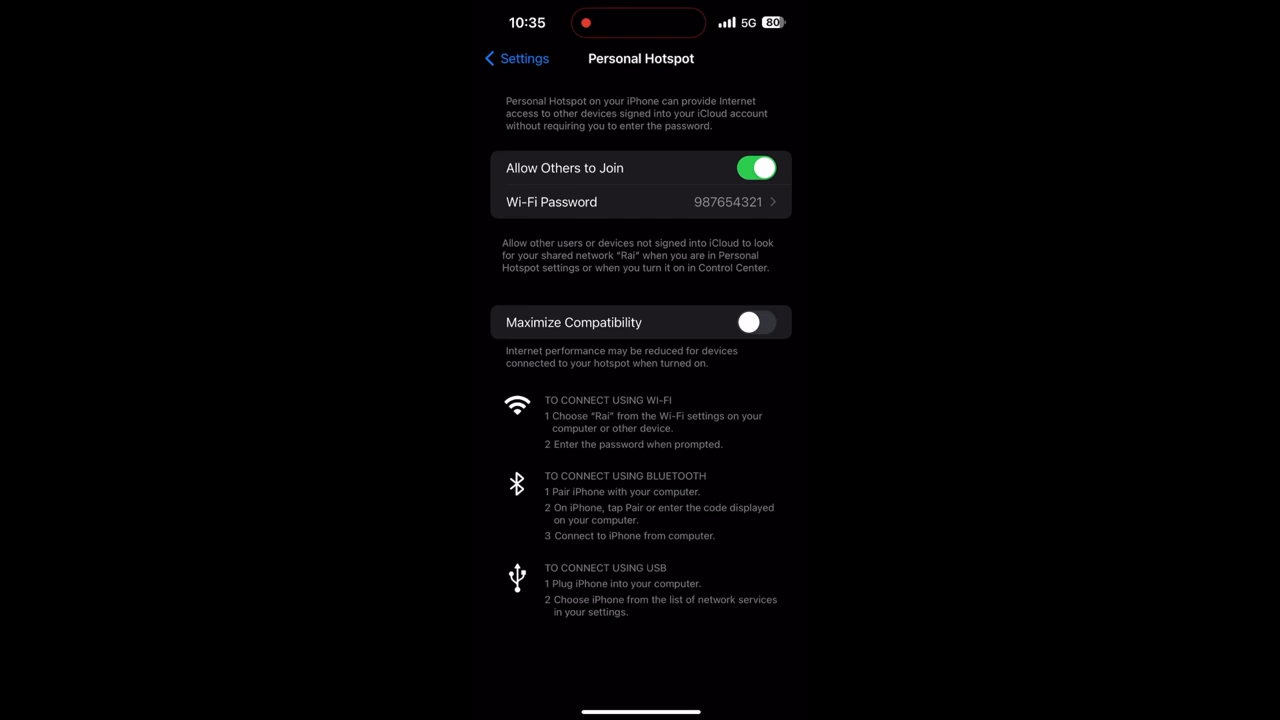 10:35
5G
80
Settings
Personal Hotspot
Personal Hotspot on your iPhone can provide Internet
access to other devices signed into your iCloud account
without requiring you to enter the password.
Allow Others to Join
Wi-Fi Password 987654321
Allow other users or devices not signed into iCloud to look
for your shared network “Rai” when you are in Personal
Hotspot settings or when you turn it on in Control Center.
Maximize Compatibility
Internet performance may be reduced for devices
connected to your hotspot when turned on.
TO CONNECT USING WI-FI
1 Choose “Rai” from the Wi-Fi settings on your
computer or other device.
2 Enter the password when prompted.
TO CONNECT USING BLUETOOTH
1 Pair iPhone with your computer.
2 On iPhone, tap Pair or enter the code displayed
on your computer.
3 Connect to iPhone from computer.
TO CONNECT USING USB
1 Plug iPhone into your computer.
2 Choose iPhone from the list of network services
in your settings.